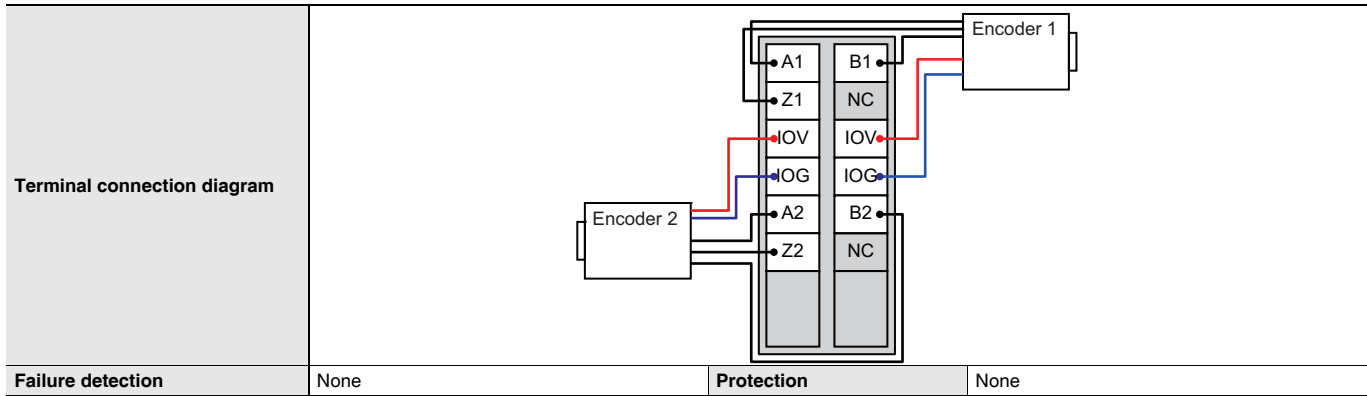 Terminal connection diagram
Encoder 1
A1 B1
Z1 NC
IOV IOV
IOG IOG
Encoder 2
A2 B2
Z2 NC
Failure detection None Protection None